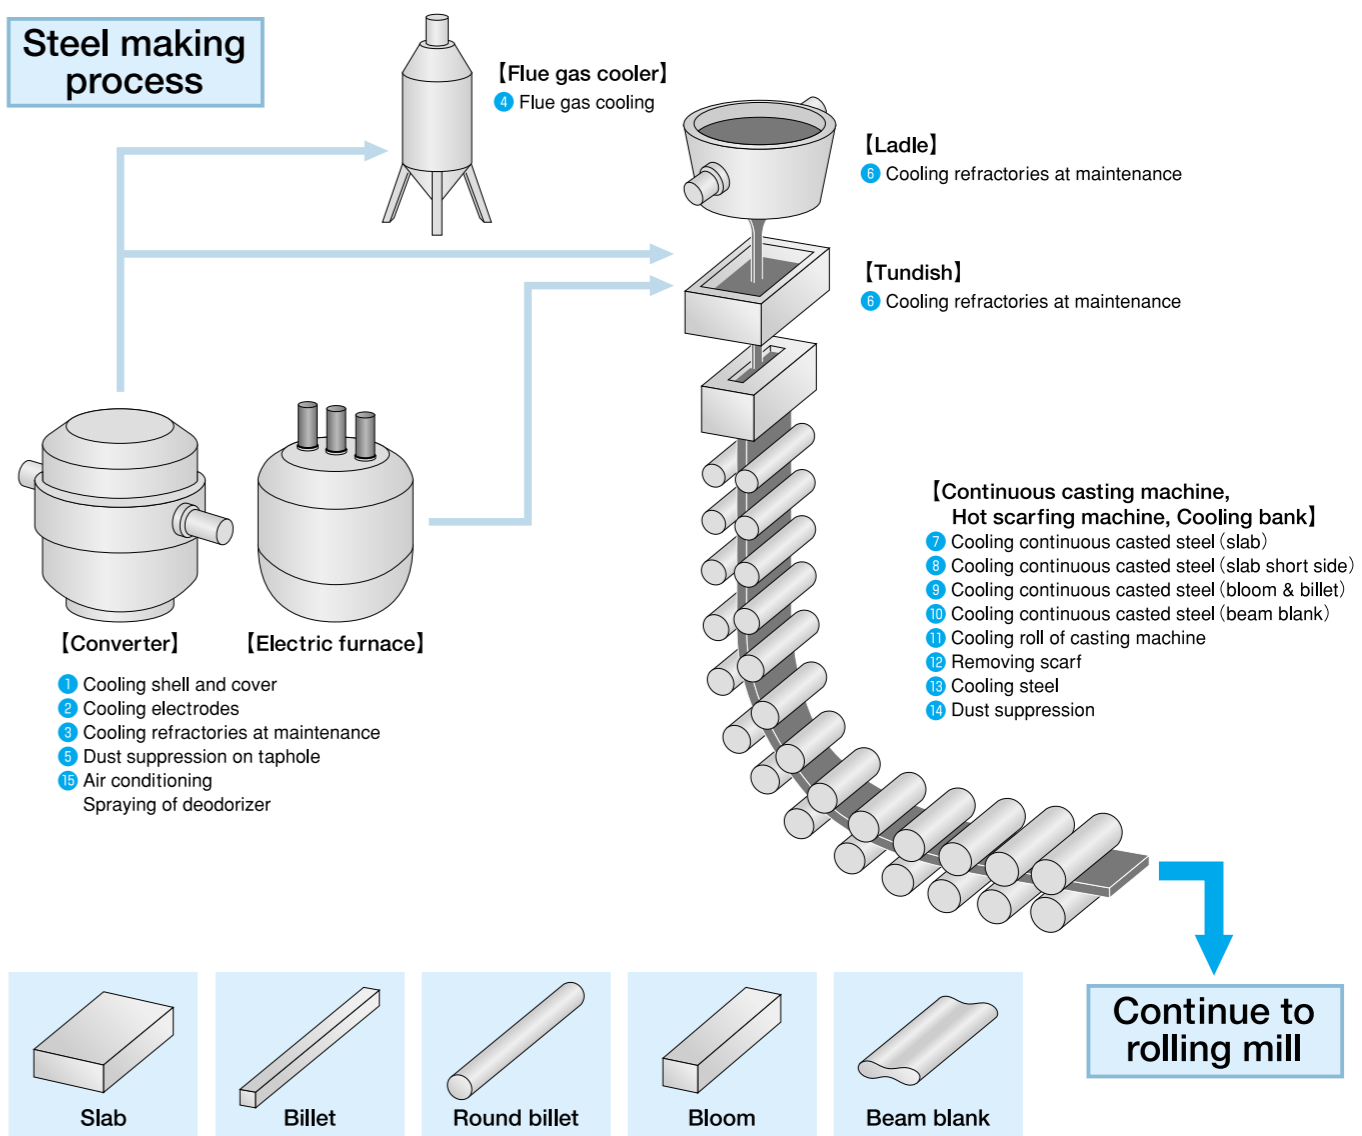 Steel making
process
【Flue gas cooler】
4 Flue gas cooling
【Ladle】
6 Cooling refractories at maintenance
【Tundish】
6 Cooling refractories at maintenance
【Converter】
【Electric furnace】
1 Cooling shell and cover
2 Cooling electrodes
3 Cooling refractories at maintenance
5 Dust suppression on taphole
15 Air conditioning
Spraying of deodorizer
【Continuous casting machine,
Hot scarfing machine, Cooling bank】
7 Cooling continuous casted steel（slab）
8 Cooling continuous casted steel（slab short side）
9 Cooling continuous casted steel（bloom & billet）
10 Cooling continuous casted steel（beam blank）
11 Cooling roll of casting machine
12 Removing scarf
13 Cooling steel
14 Dust suppression
Continue to
rolling mill
Slab
Billet
Round billet
Bloom
Beam blank